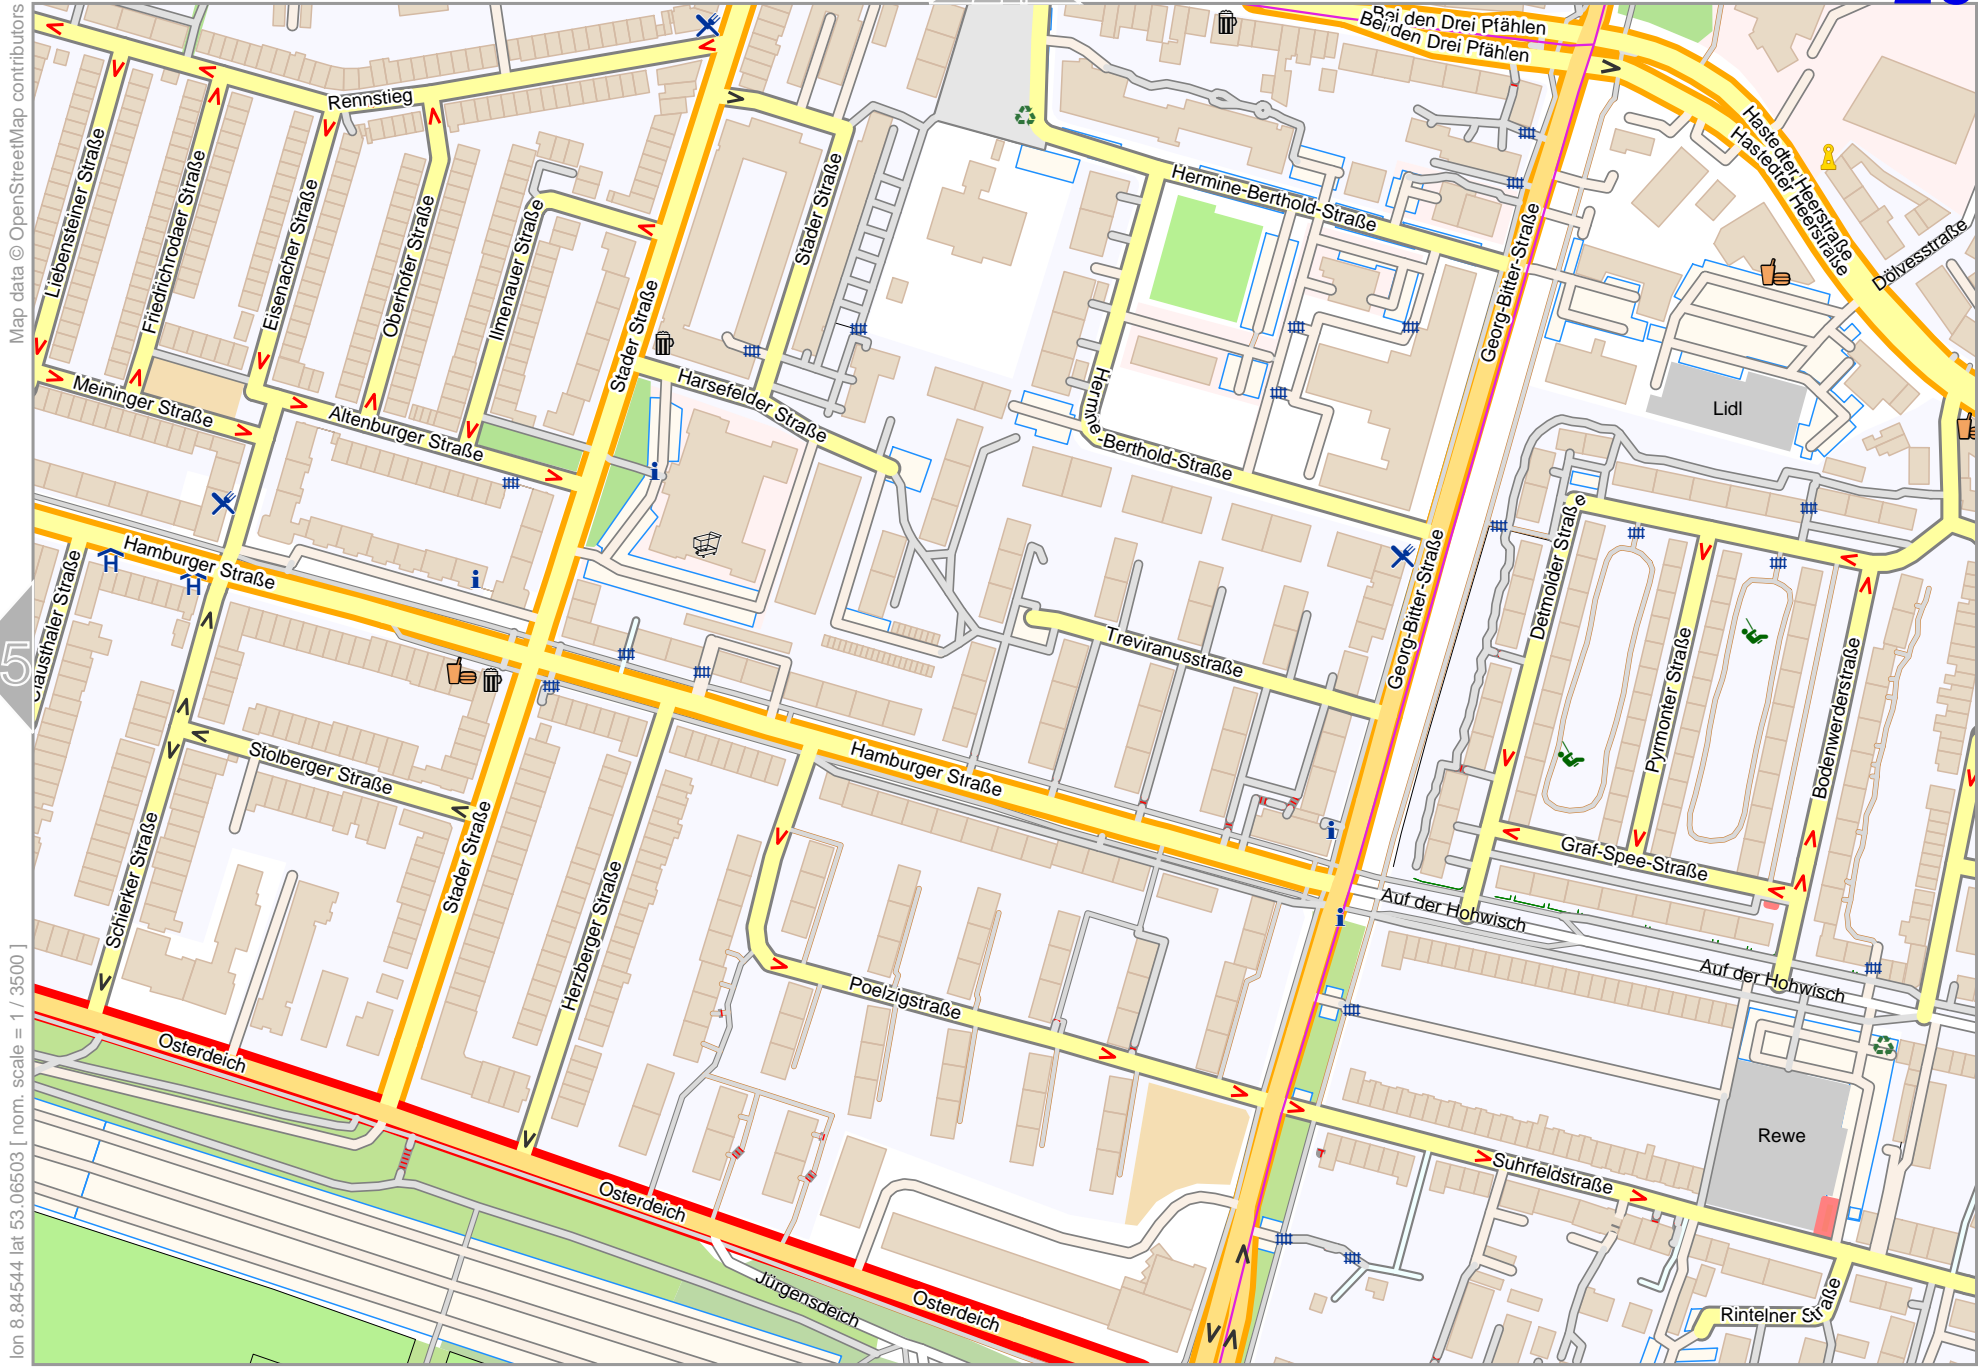 Map data © OpenStreetMap contributors
lon 8.84544 lat 53.06503 [ nom. scale = 1 / 3500 ]
5
Bei den Drei Pfählen
Bei den Drei Pfählen
Rennstieg
Hastedter Heerstraße
Hastedter Heerstraße
Liebensteiner Straße
Friedrichrodaer Straße
Eisenacher Straße
Oberhofer Straße
Ilmenauer Straße
Stader Straße
Stader Straße
Hermine-Berthold-Straße
Georg-Bitter-Straße
Dölvesstraße
Meininger Straße
Altenburger Straße
Harsefelder Straße
Hermine-Berthold-Straße
Lidl
Hamburger Straße
Clausthaler Straße
Georg-Bitter-Straße
Detmolder Straße
Treviranusstraße
Pyrmonter Straße
Bodenwerderstraße
Stolberger Straße
Hamburger Straße
Schierker Straße
Stader Straße
Herzberger Straße
Graf-Spee-Straße
Auf der Hohwisch
Auf der Hohwisch
Poelzigstraße
Osterdeich
Rewe
Suhrfeldstraße
Osterdeich
Jürgensdeich
Osterdeich
Rintelner Straße